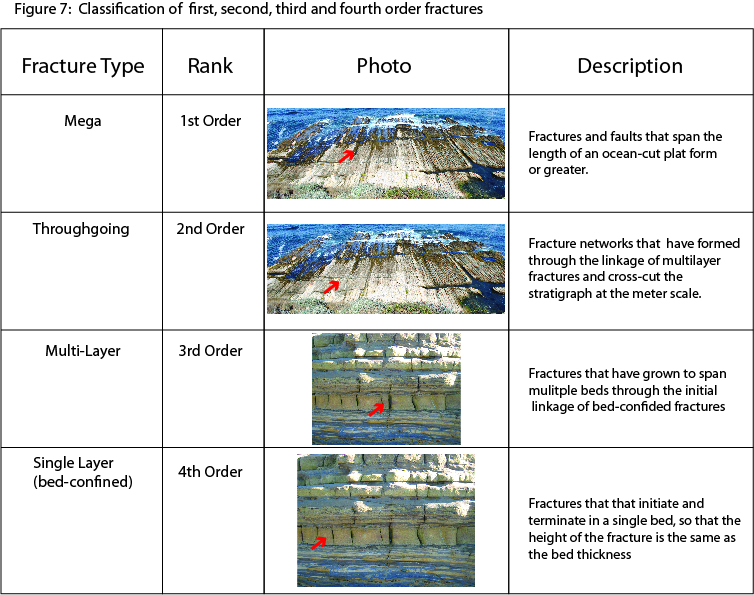 Figure 7:  Classification of  first, second, third and fourth order fractures
Fracture Type
Rank
Photo
Description
Mega
1st Order
Fractures and faults that span the
length of an ocean-cut plat form
or greater.
Throughgoing
2nd Order
Fracture networks that  have formed
through the linkage of multilayer
fractures and cross-cut the
stratigraph at the meter scale.
Multi-Layer
3rd Order
Fractures that have grown to span
mulitple beds through the initial
linkage of bed-confided fractures
Single Layer
(bed-confined)
4th Order
Fractures that that initiate and
terminate in a single bed, so that the
height of the fracture is the same as
the bed thickness